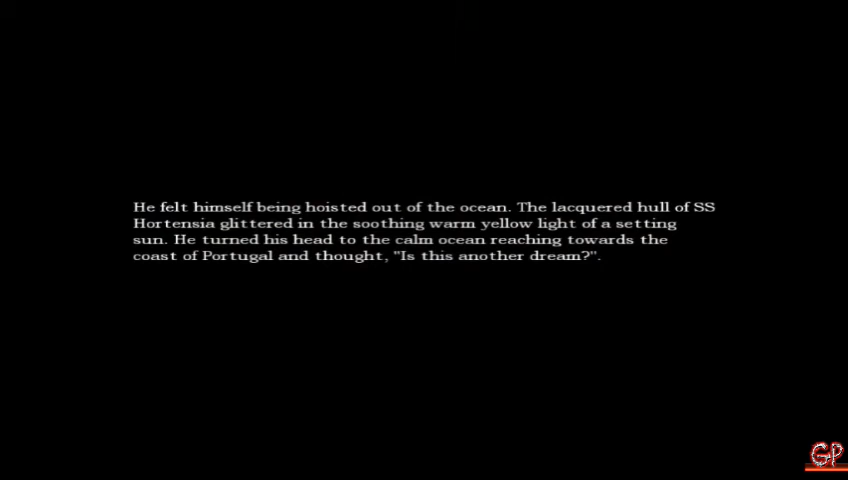 He felt himself being hoisted out of the ocean. The lacquered hull of SS
Hortensia glittered in the soothing warm yellow light of a setting
sun. He turned his head to the calm ocean reaching towards the
coast of Portugal and thought, "Is this another dream?".
GP